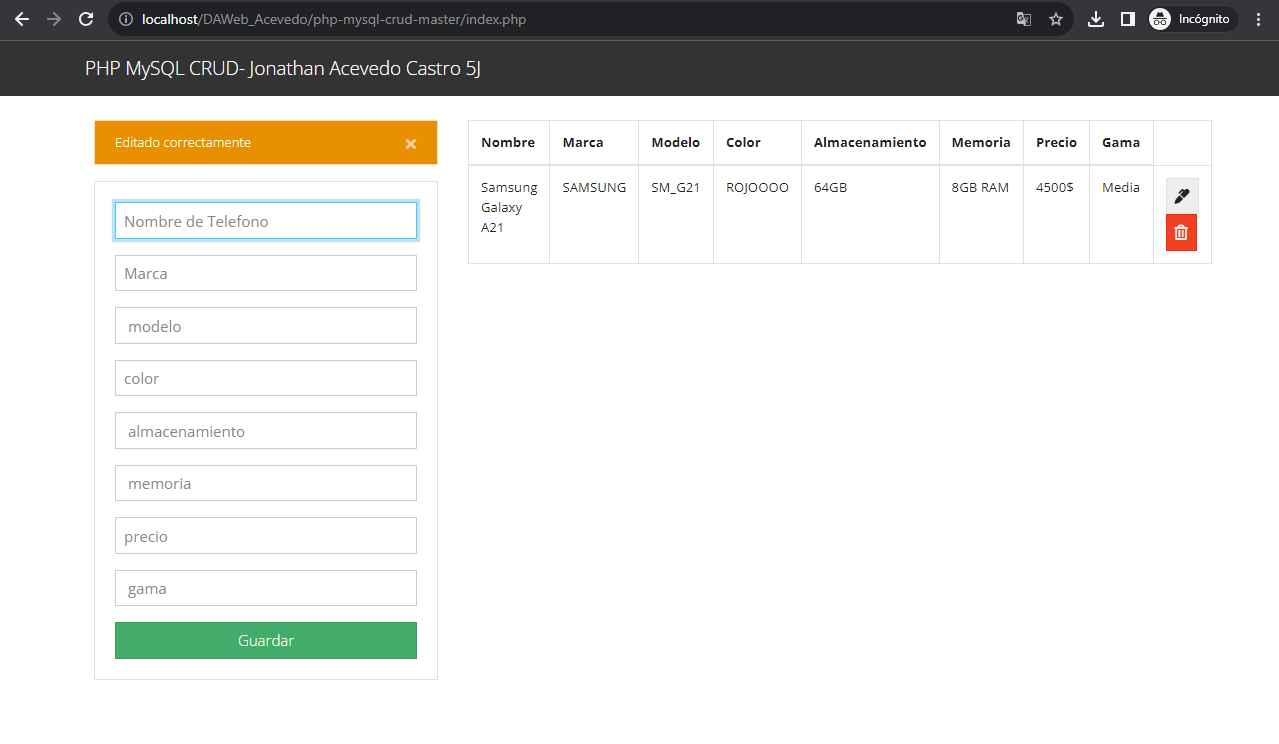 localhost/DAWeb_Acevedo/php-mysql-crud-master/index.php
Incógnito
PHP MySQL CRUD- Jonathan Acevedo Castro 5J
Editado correctamente ×
Nombre de Telefono
Marca
modelo
color
almacenamiento
memoria
precio
gama
Guardar
Nombre Marca Modelo Color Almacenamiento Memoria Precio Gama
Samsung SAMSUNG SM_G21 ROJOOOO 64GB 8GB RAM 4500$ Media
Galaxy
A21